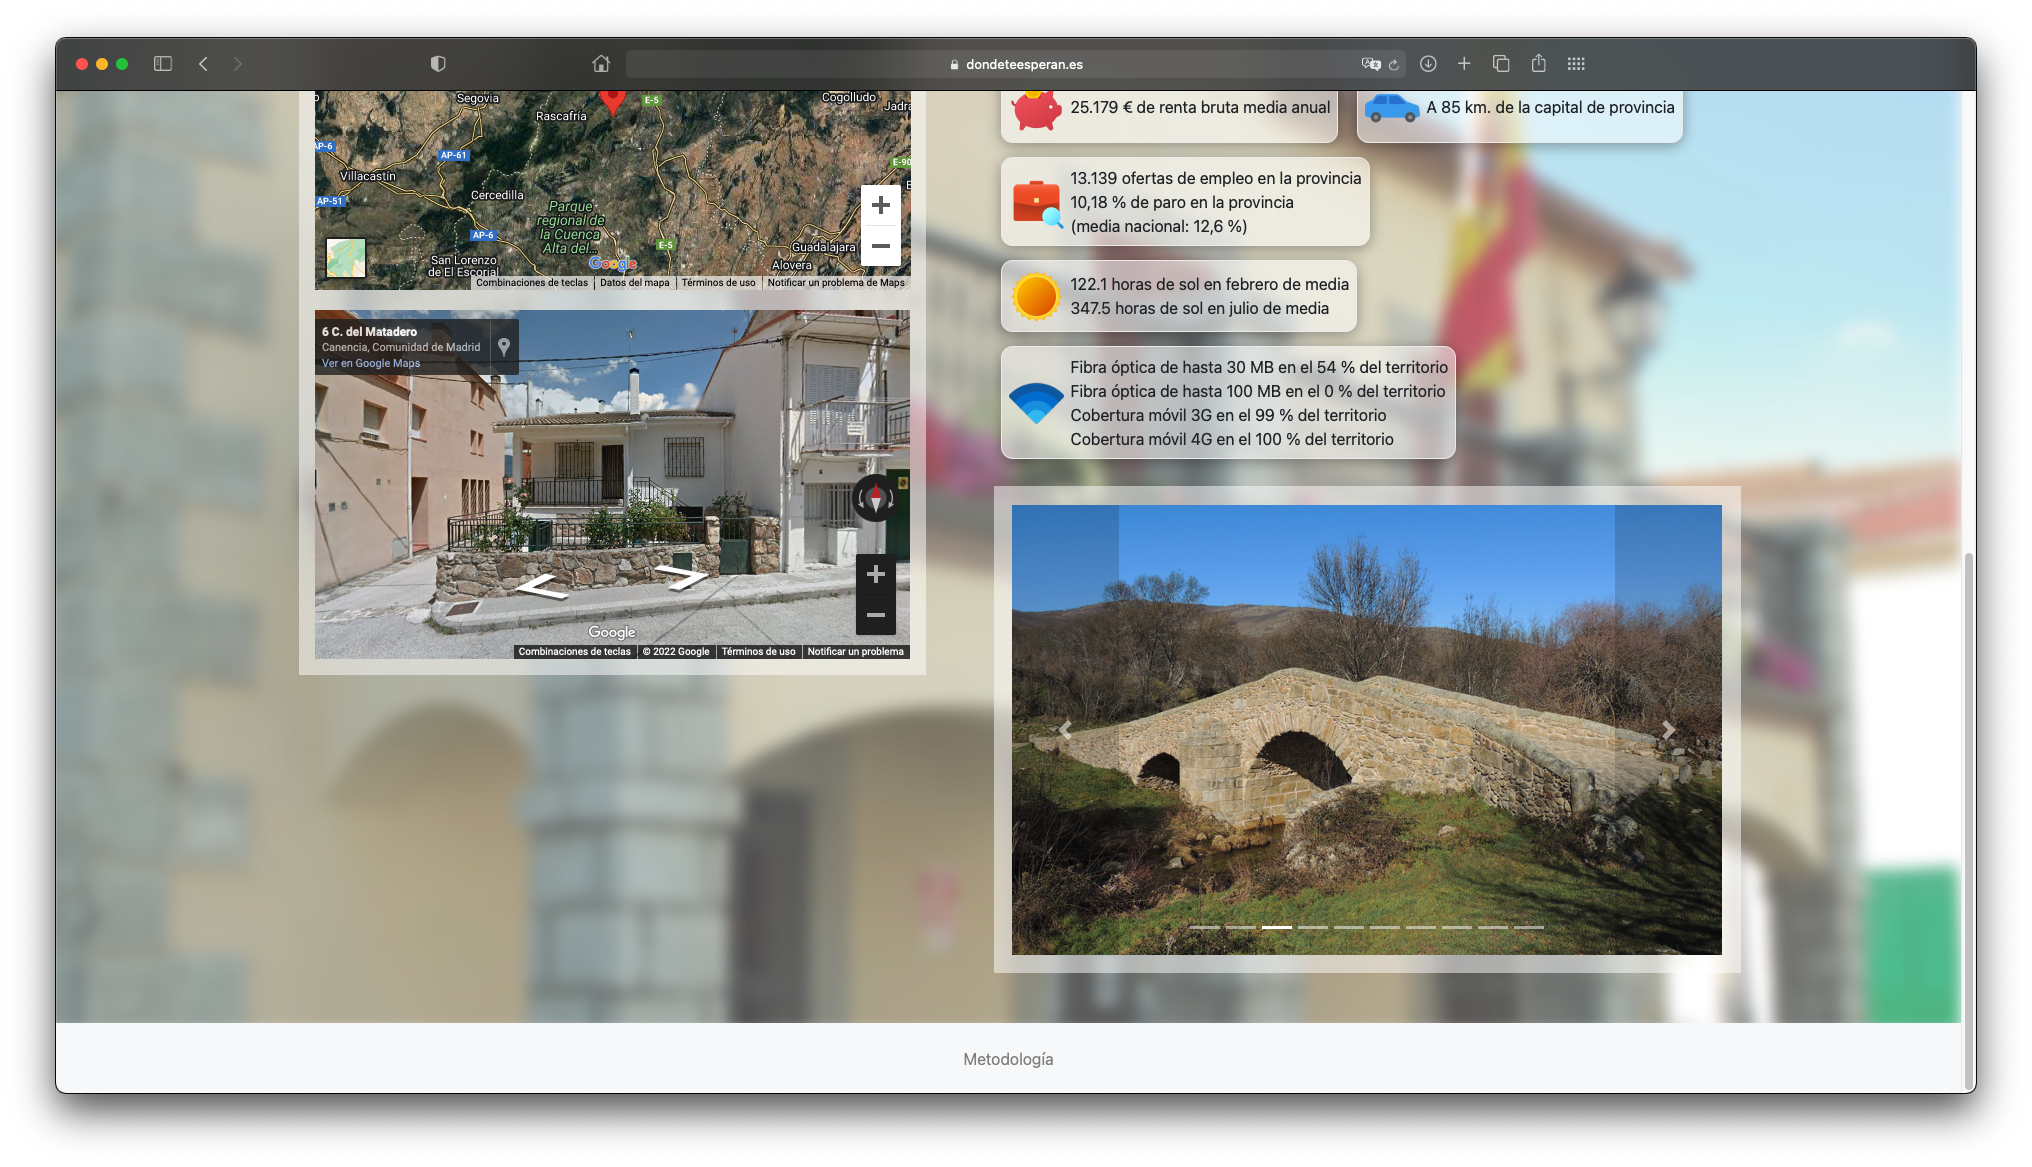 dondeteesperan.es
Segovia
Rascafría
E-5
Cogolludo
Jadra
AP-6
AP-61
Villacastín
E-90
Cercedilla
AP-51
Parque
regional de
la Cuenca
Alta del...
AP-6
E-5
Guadalajara
San Lorenzo
de El Escorial
Alovera
Google
Combinaciones de teclas
Datos del mapa
Términos de uso
Notificar un problema de Maps
6 C. del Matadero
Canencia, Comunidad de Madrid
Ver en Google Maps
Google
Combinaciones de teclas
© 2022 Google
Términos de uso
Notificar un problema
25.179 € de renta bruta media anual
A 85 km. de la capital de provincia
13.139 ofertas de empleo en la provincia
10,18 % de paro en la provincia
(media nacional: 12,6 %)
122.1 horas de sol en febrero de media
347.5 horas de sol en julio de media
Fibra óptica de hasta 30 MB en el 54 % del territorio
Fibra óptica de hasta 100 MB en el 0 % del territorio
Cobertura móvil 3G en el 99 % del territorio
Cobertura móvil 4G en el 100 % del territorio
Metodología